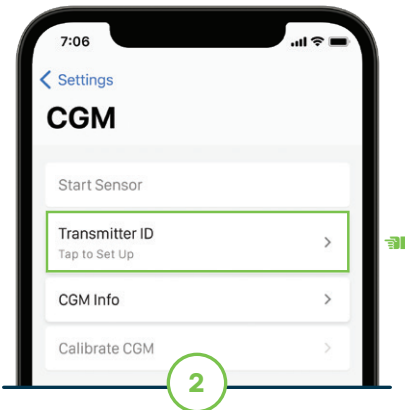 7:06
Settings
CGM
Start Sensor
Transmitter ID
Tap to Set Up
CGM Info
Calibrate CGM
2